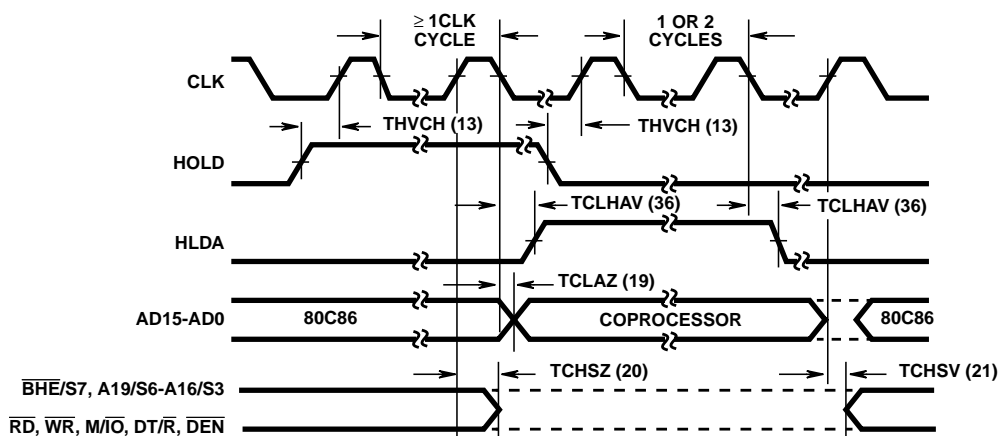 ≥ 1CLK
CYCLE
1 OR 2
CYCLES
CLK
THVCH (13)
THVCH (13)
HOLD
TCLHAV (36)
TCLHAV (36)
HLDA
TCLAZ (19)
AD15-AD0
80C86
COPROCESSOR
80C86
TCHSZ (20)
TCHSV (21)
BHE/S7, A19/S6-A16/S3
RD, WR, M/IO, DT/R, DEN